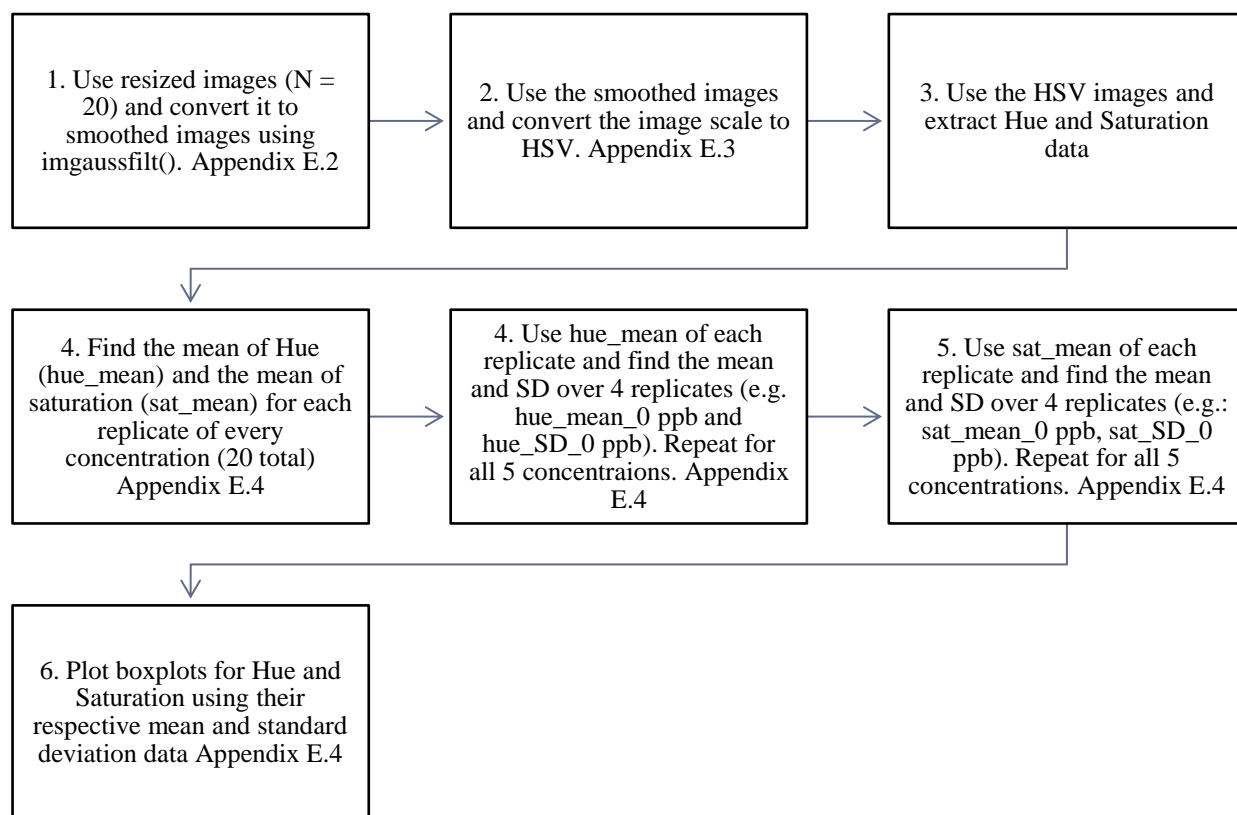 1. Use resized images (N =
20) and convert it to
smoothed images using
imgaussfilt(). Appendix E.2
2. Use the smoothed images
and convert the image scale to
HSV. Appendix E.3
3. Use the HSV images and
extract Hue and Saturation
data
4. Find the mean of Hue
(hue_mean) and the mean of
saturation (sat_mean) for each
replicate of every
concentration (20 total)
Appendix E.4
4. Use hue_mean of each
replicate and find the mean
and SD over 4 replicates (e.g.
hue_mean_0 ppb and
hue_SD_0 ppb). Repeat for
all 5 concentraions. Appendix
E.4
5. Use sat_mean of each
replicate and find the mean
and SD over 4 replicates (e.g.:
sat_mean_0 ppb, sat_SD_0
ppb). Repeat for all 5
concentrations. Appendix E.4
6. Plot boxplots for Hue and
Saturation using their
respective mean and standard
deviation data Appendix E.4